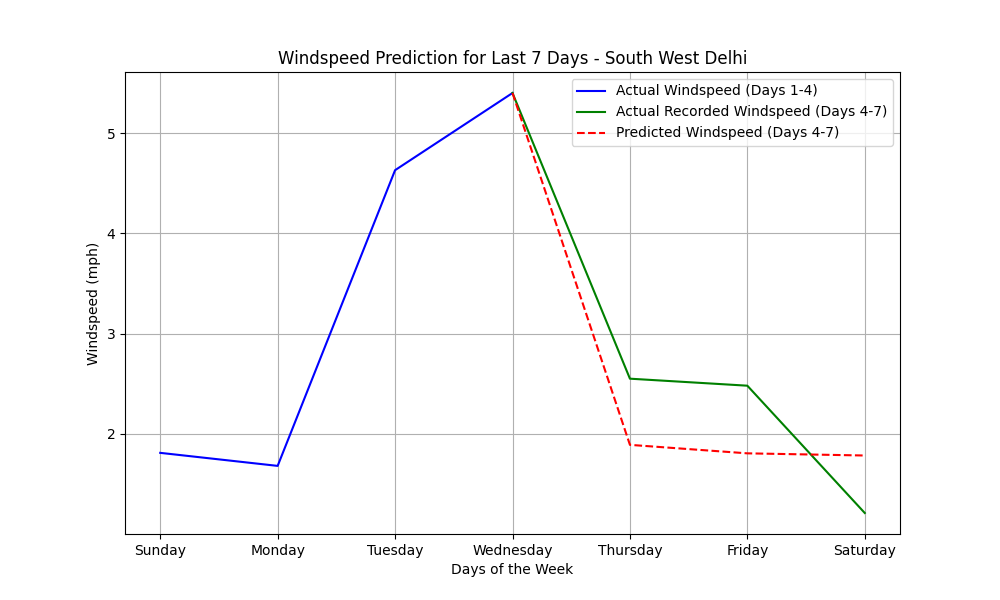 Windspeed Prediction for Last 7 Days - South West Delhi
Actual Windspeed (Days 1-4)
Actual Recorded Windspeed (Days 4-7)
Predicted Windspeed (Days 4-7)
Windspeed (mph)
5
4
3
2
Sunday Monday Tuesday Wednesday Thursday Friday Saturday
Days of the Week